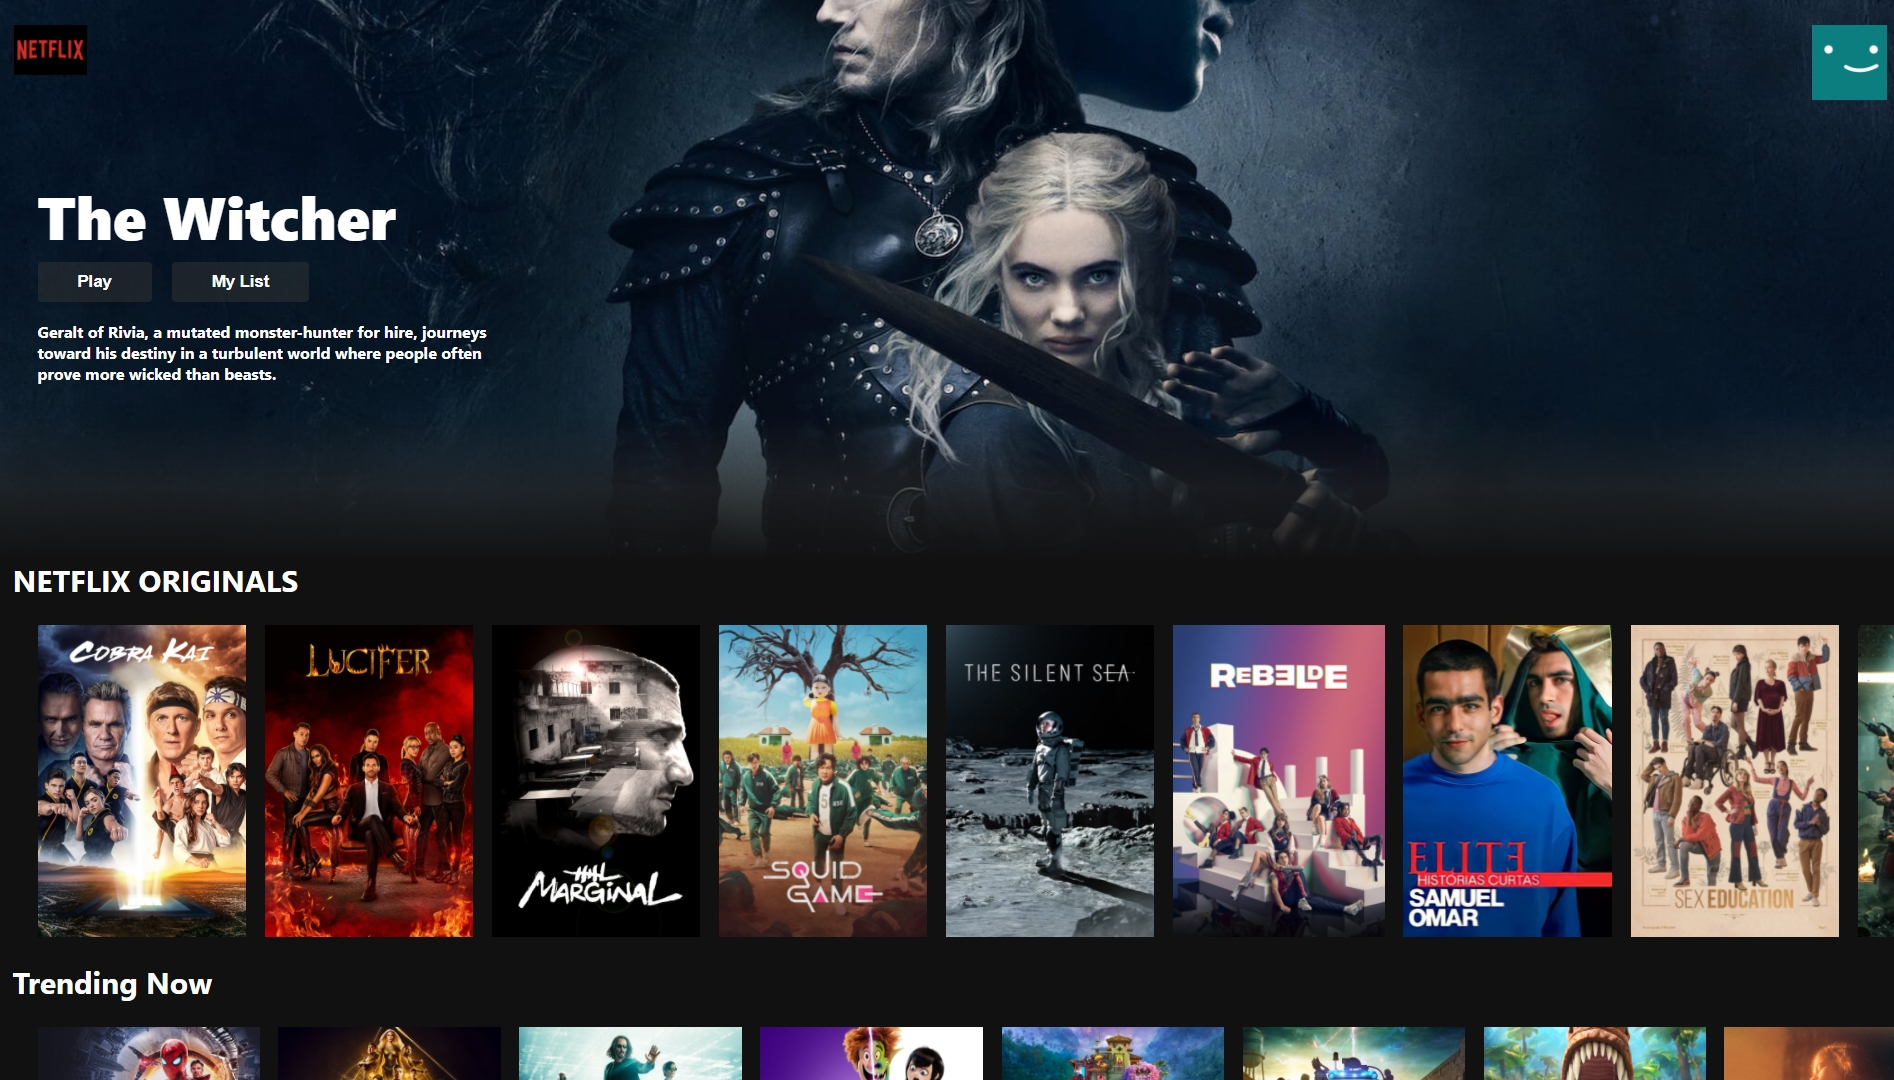 NETFLIX
The Witcher
Play
My List
Geralt of Rivia, a mutated monster-hunter for hire, journeys
toward his destiny in a turbulent world where people often
prove more wicked than beasts.
NETFLIX ORIGINALS
COBRA KAI
LUCIFER
MARGINAL
SQUID
GAME
THE SILENT SEA
REBELDE
ELITE
HISTÓRIAS CURTAS
SAMUEL
OMAR
SEX EDUCATION
Trending Now